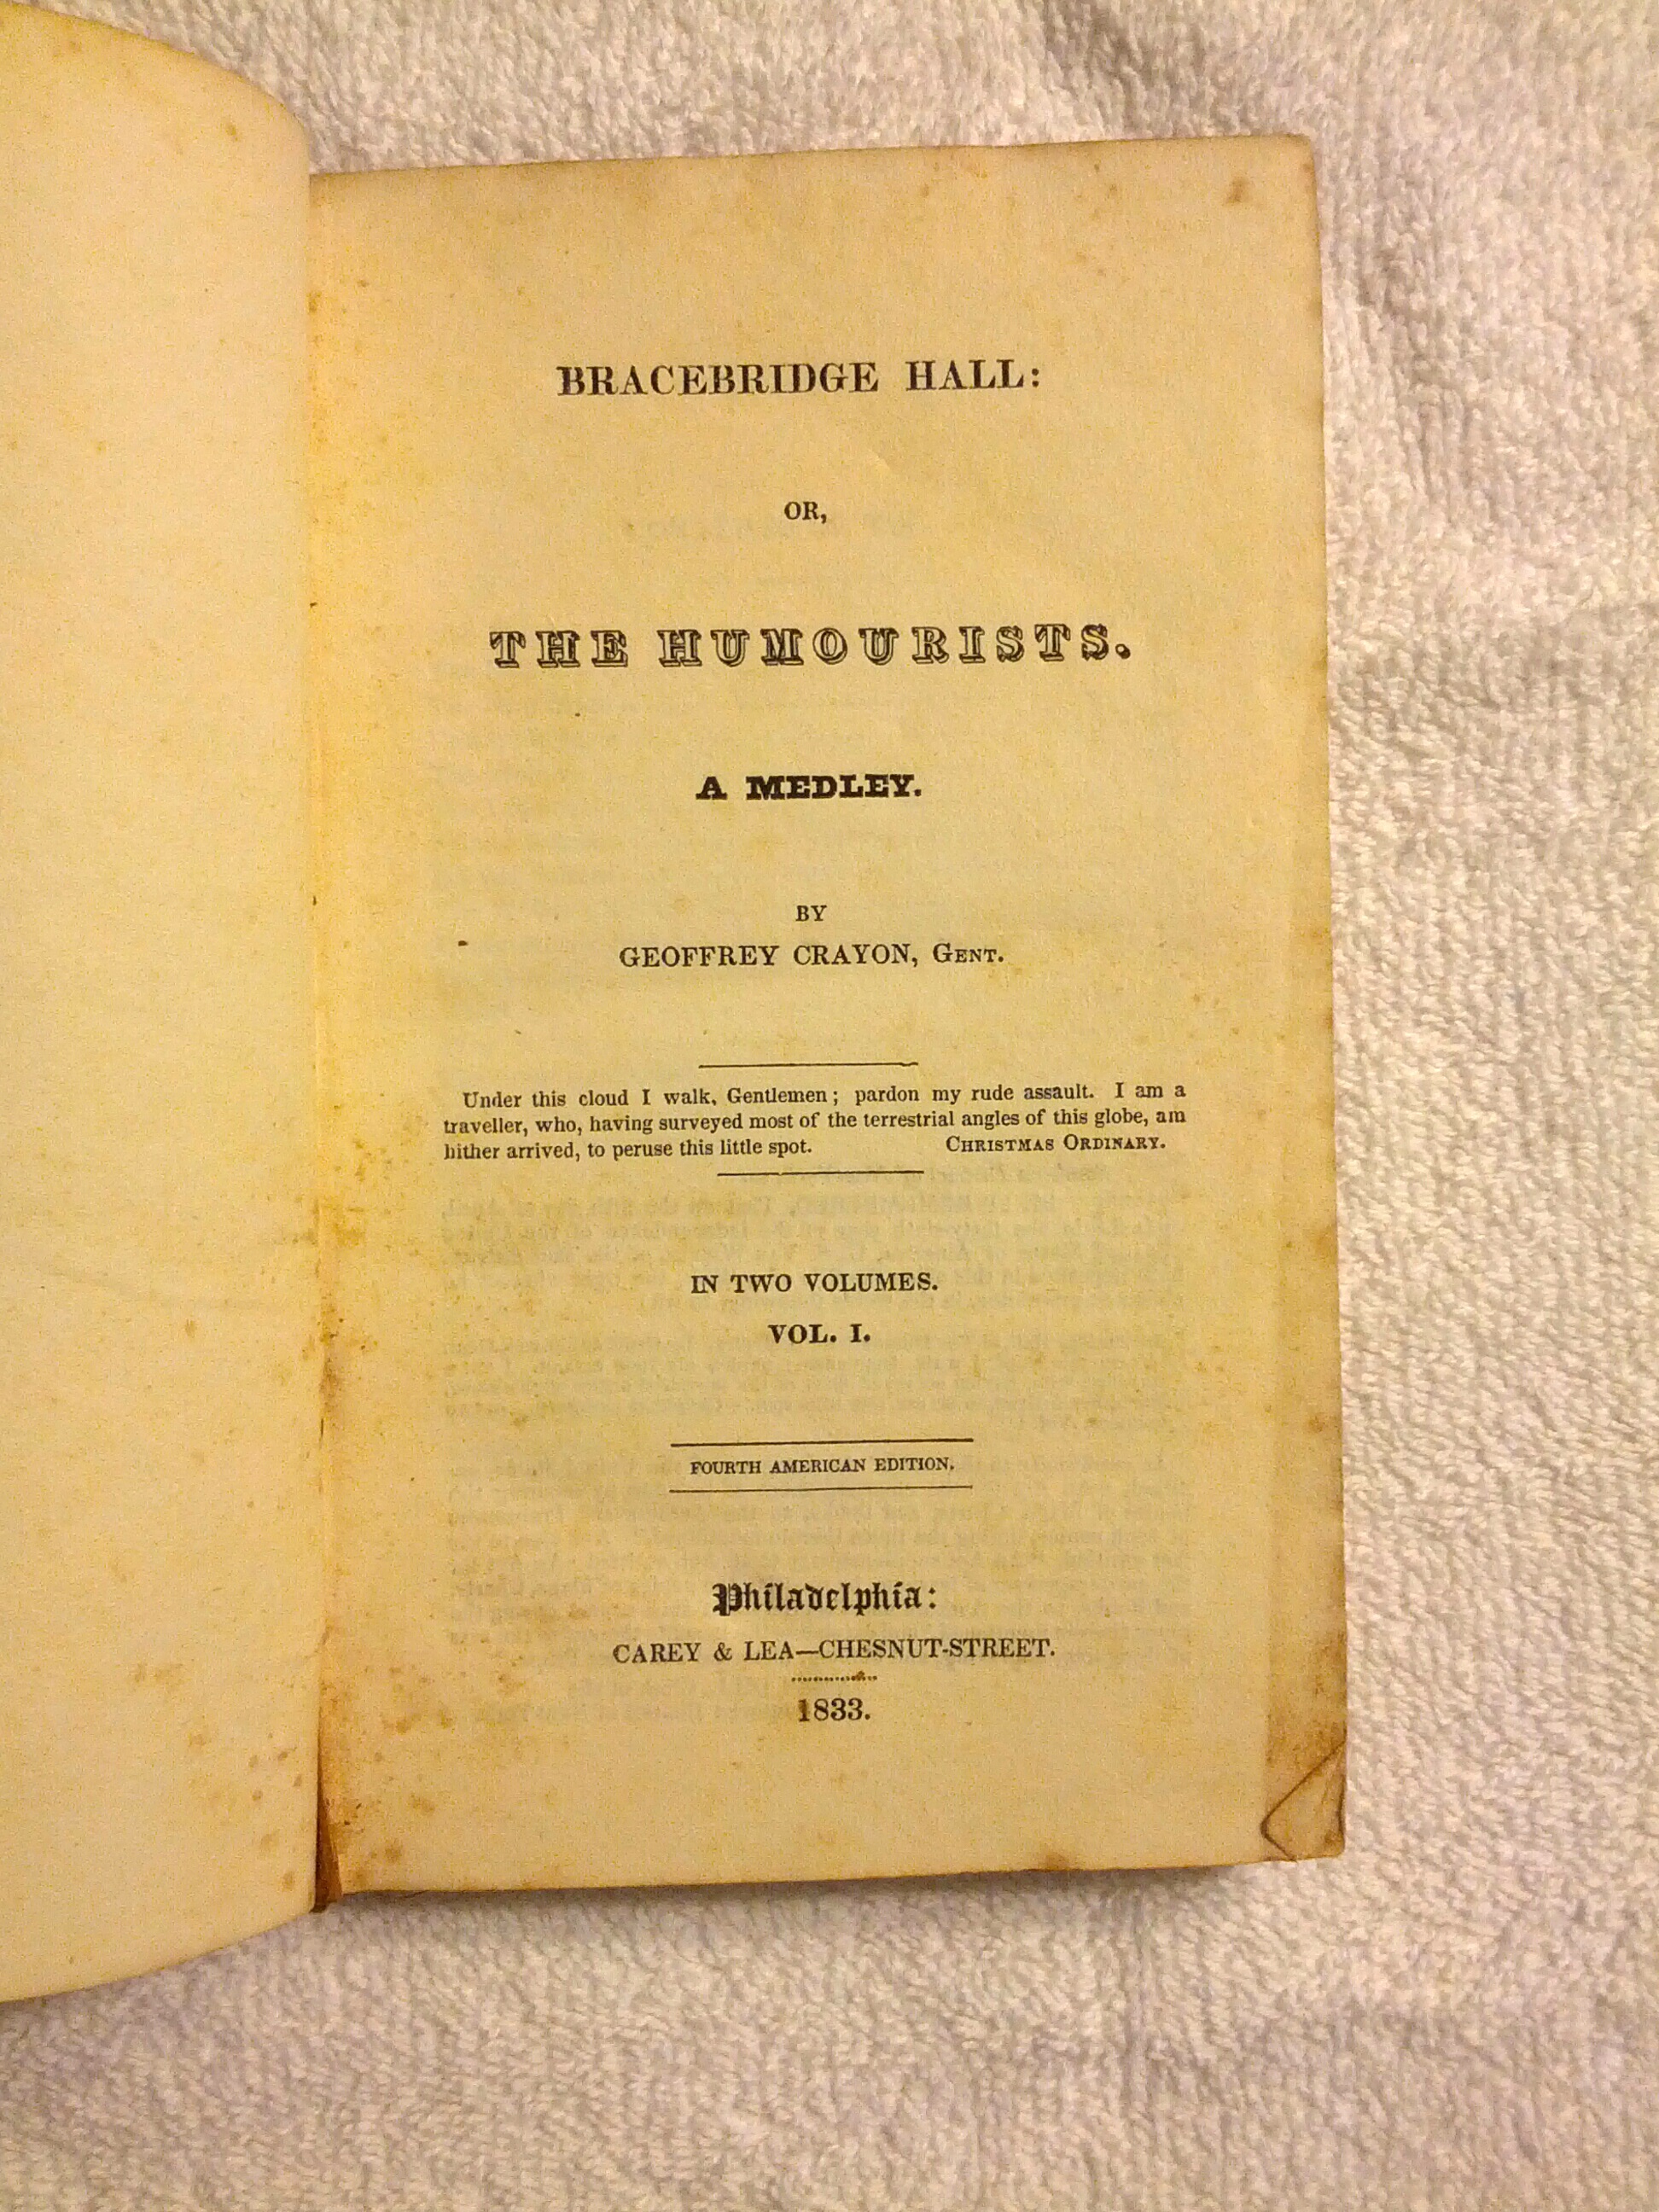 BRACEBRIDGE HALL:
OR,
THE HUMOURISTS.
A MEDLEY.
BY
GEOFFREY CRAYON, GENT.
Under this cloud I walk, Gentlemen; pardon my rude assault. I am a
traveller, who, having surveyed most of the terrestrial angles of this globe, am
hither arrived, to peruse this little spot. CHRISTMAS ORDINARY.
IN TWO VOLUMES.
VOL. I.
FOURTH AMERICAN EDITION.
Philadelphia:
CAREY & LEA—CHESNUT-STREET.
1833.